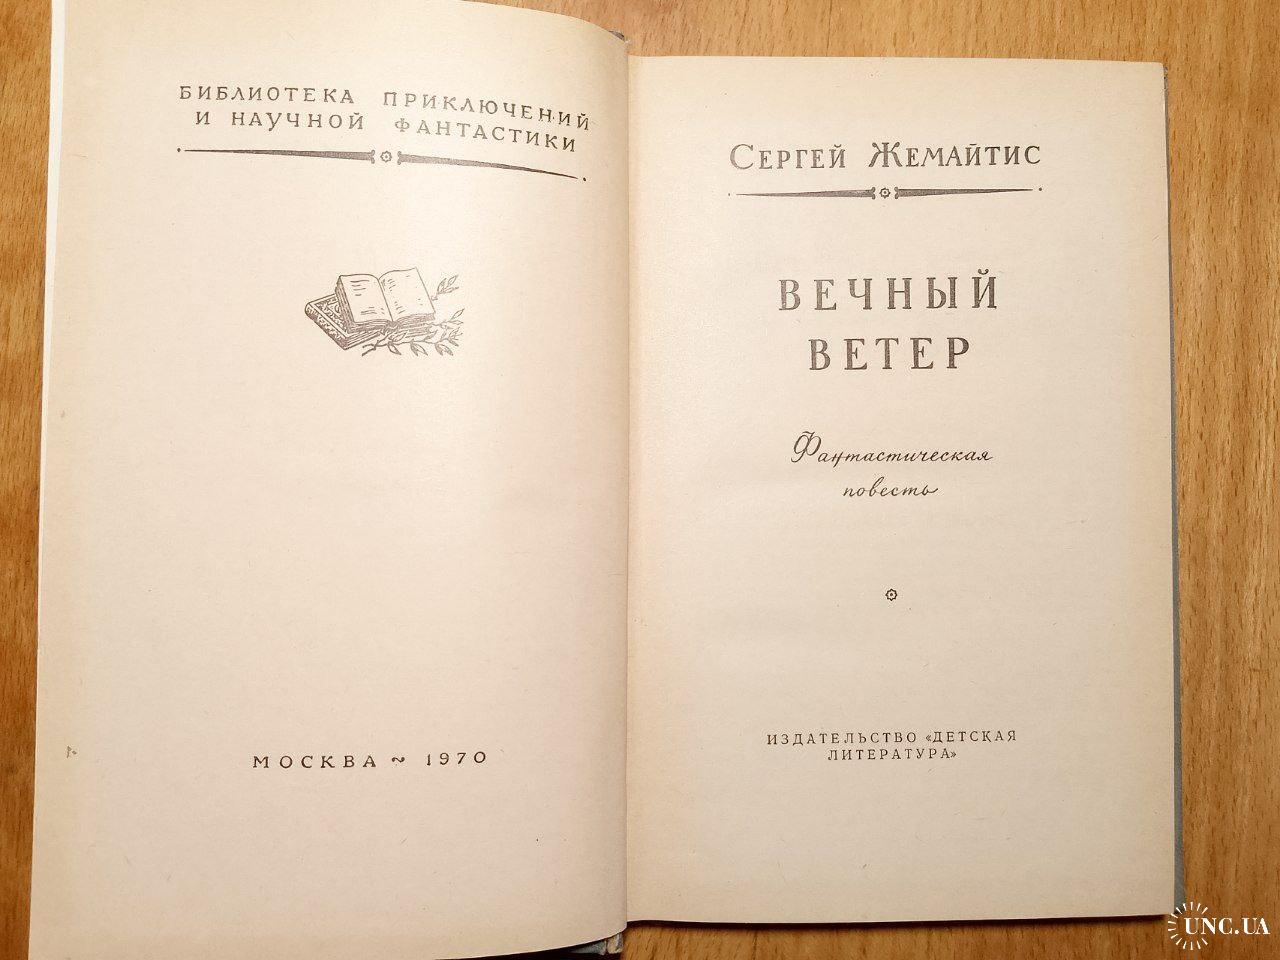 БИБЛИОТЕКА ПРИКЛЮЧЕНИЙ
И НАУЧНОЙ ФАНТАСТИКИ
МОСКВА ~ 1970
СЕРГЕЙ ЖЕМАЙТИС
ВЕЧНЫЙ
ВЕТЕР
Фантастическая
повесть
ИЗДАТЕЛЬСТВО «ДЕТСКАЯ
ЛИТЕРАТУРА»
UNC.UA